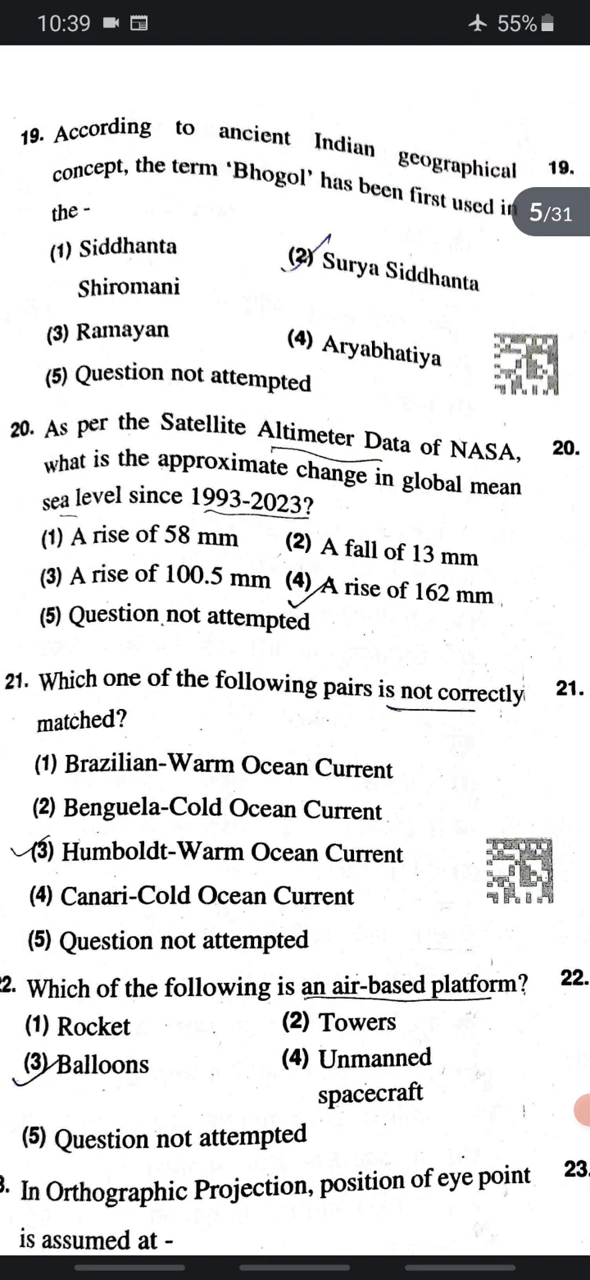 10:39
55%
19. According to ancient Indian geographical 19.
concept, the term ‘Bhogol’ has been first used in
the -
5/31
(1) Siddhanta (2) Surya Siddhanta
Shiromani
(3) Ramayan (4) Aryabhatiya
(5) Question not attempted
20. As per the Satellite Altimeter Data of NASA, 20.
what is the approximate change in global mean
sea level since 1993-2023?
(1) A rise of 58 mm (2) A fall of 13 mm
(3) A rise of 100.5 mm (4) A rise of 162 mm
(5) Question not attempted
21. Which one of the following pairs is not correctly 21.
matched?
(1) Brazilian-Warm Ocean Current
(2) Benguela-Cold Ocean Current
(3) Humboldt-Warm Ocean Current
(4) Canari-Cold Ocean Current
(5) Question not attempted
2. Which of the following is an air-based platform? 22.
(1) Rocket (2) Towers
(3) Balloons (4) Unmanned
spacecraft
(5) Question not attempted
3. In Orthographic Projection, position of eye point 23.
is assumed at -